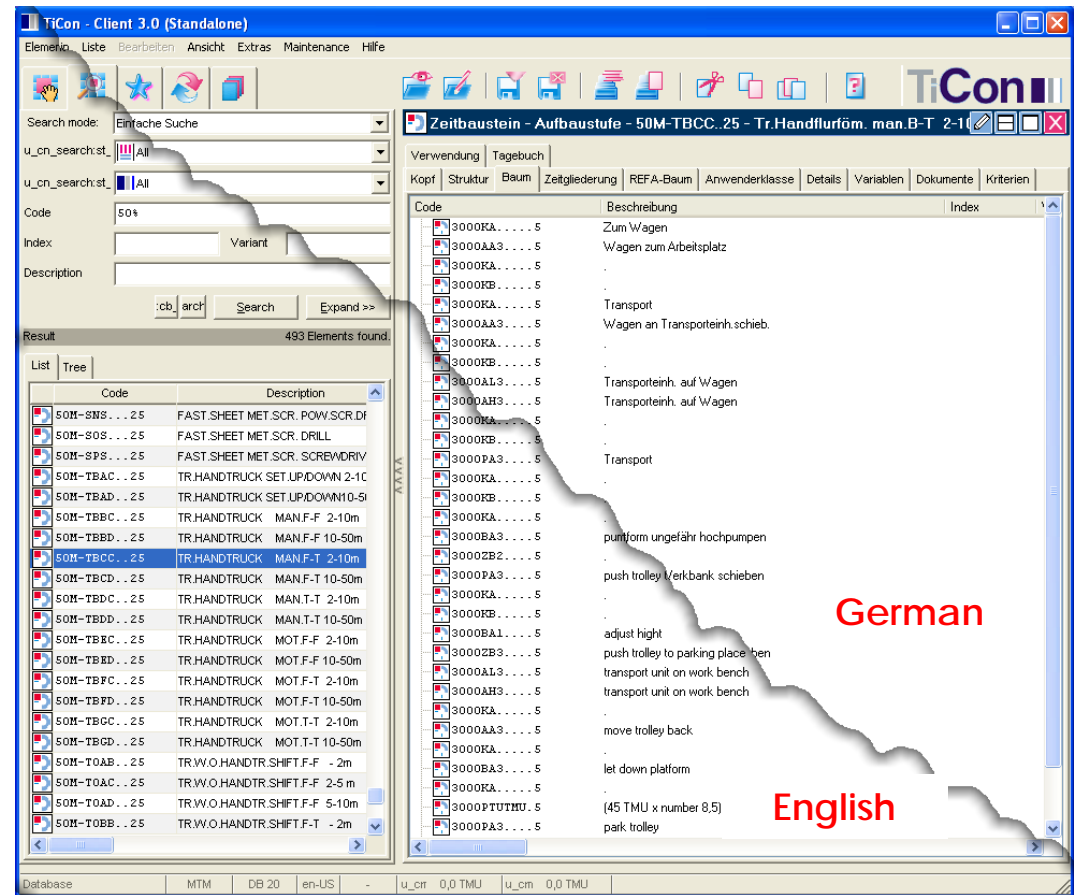 TiCon - Client 3.0 (Standalone)
Liste Bearbeiten Ansicht Extras Maintenance Hilfe
TiCon
Search mode: Einfache Suche
u_cn_search:st_ All
u_cn_search:st_ All
Code 50%
Index Variant
Description
:cb_ arch Search Expand >>
Result 493 Elements found.
List Tree
Code Description
50M-SNS...25 FAST.SHEET MET.SCR. POW.SCR.DF
50M-SOS...25 FAST.SHEET MET.SCR. DRILL
50M-SPS...25 FAST.SHEET MET.SCR. SCREWDRIV
50M-TBAC..25 TR.HANDTRUCK SET.UP/DOWN 2-10
50M-TBAD..25 TR.HANDTRUCK SET.UP/DOWN10-50
50M-TBBC..25 TR.HANDTRUCK MAN.F-F 2-10m
50M-TBBD..25 TR.HANDTRUCK MAN.F-F 10-50m
50M-TBCC..25 TR.HANDTRUCK MAN.F-T 2-10m
50M-TBCD..25 TR.HANDTRUCK MAN.F-T 10-50m
50M-TBDC..25 TR.HANDTRUCK MAN.T-T 2-10m
50M-TBDD..25 TR.HANDTRUCK MAN.T-T 10-50m
50M-TBEC..25 TR.HANDTRUCK MOT.F-F 2-10m
50M-TBED..25 TR.HANDTRUCK MOT.F-F 10-50m
50M-TBFC..25 TR.HANDTRUCK MOT.F-T 2-10m
50M-TBFD..25 TR.HANDTRUCK MOT.F-T 10-50m
50M-TBGC..25 TR.HANDTRUCK MOT.T-T 2-10m
50M-TBGD..25 TR.HANDTRUCK MOT.T-T 10-50m
50M-TOAB..25 TR.W.O.HANDTR.SHIFT.F-F - 2m
50M-TOAC..25 TR.W.O.HANDTR.SHIFT.F-F 2-5 m
50M-TOAD..25 TR.W.O.HANDTR.SHIFT.F-F 5-10m
50M-TOBB..25 TR.W.O.HANDTR.SHIFT.F-T - 2m
Zeitbaustein - Aufbaustufe - 50M-TBCC..25 - Tr.Handflurföm. man.B-T 2-10
Verwendung Tagebuch
Kopf Struktur Baum Zeitgliederung REFA-Baum Anwenderklasse Details Variablen Dokumente Kriterien
Code Beschreibung Index
3000KA.....5 Zum Wagen
3000AA3....5 Wagen zum Arbeitsplatz
3000KA.....5 .
3000KB.....5 .
3000KA.....5 Transport
3000AA3....5 Wagen an Transporteinh.schieb.
3000KA.....5 .
3000KB.....5 .
3000AL3....5 Transporteinh. auf Wagen
3000AH3....5 Transporteinh. auf Wagen
3000KA.....5 .
3000KB.....5 .
3000PA3....5 Transport
3000KA.....5 .
3000KB.....5 .
3000KA.....5 .
3000BA3....5 ungefähr hochpumpen
3000ZB2....5 .
3000PA3....5 push trolley t/erkbank schieben
3000KA.....5 .
3000KB.....5 .
3000BA1....5 adjust hight
3000ZB3....5 push trolley to parking place ben
3000AL3....5 transport unit on work bench
3000AH3....5 transport unit on work bench
3000KA.....5 .
3000AA3....5 move trolley back
3000KA.....5 .
3000BA3....5 let down platform
3000KA.....5 .
3000PTUTMU.5 (45 TMU x number 8,5)
3000PA3....5 park trolley
German
English
Database MTM DB 20 en-US - u_crr 0,0 TMU u_cm 0,0 TMU